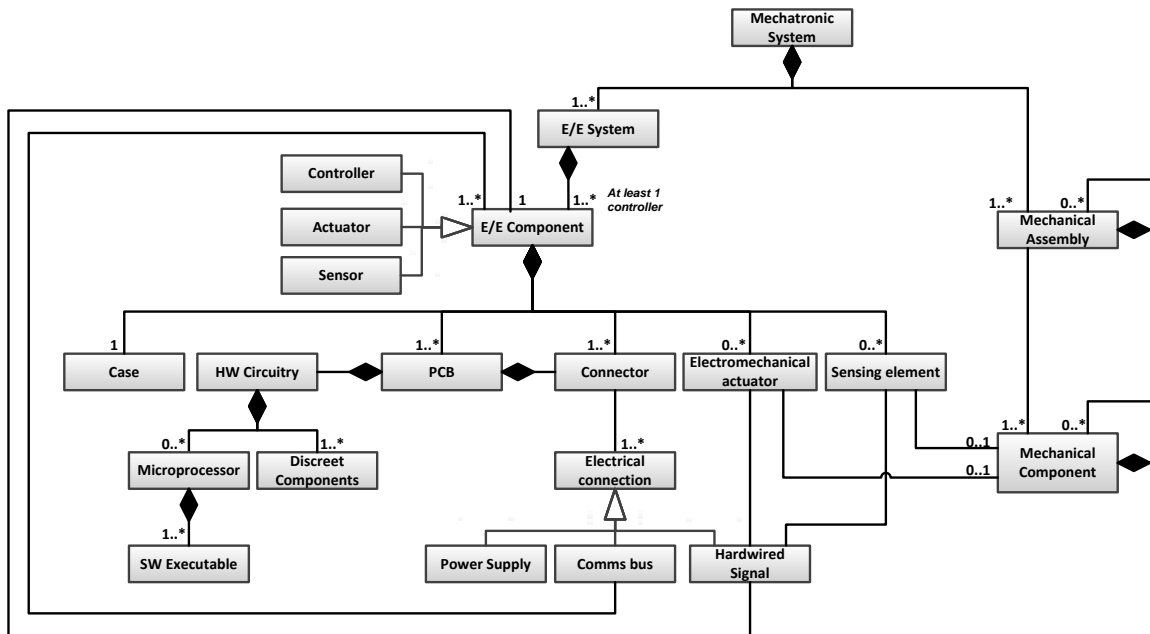 Mechatronic
System
1..*
E/E System
Controller
1..*
1
1..*
At least 1
controller
1..*
0..*
Actuator
E/E Component
Mechanical
Assembly
Sensor
1
1..*
1..*
0..*
0..*
Case
HW Circuitry
PCB
Connector
Electromechanical
actuator
Sensing element
1..*
0..*
0..*
1..*
1..*
0..1
Microprocessor
Discreet
Components
Electrical
connection
0..1
Mechanical
Component
1..*
SW Executable
Power Supply
Comms bus
Hardwired
Signal